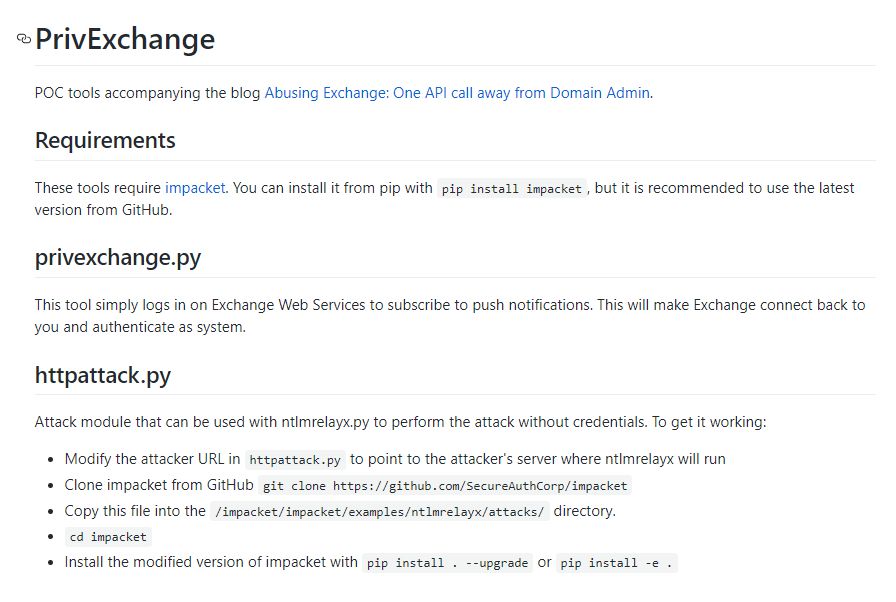 PrivExchange
POC tools accompanying the blog Abusing Exchange: One API call away from Domain Admin.
Requirements
These tools require impacket. You can install it from pip with pip install impacket , but it is recommended to use the latest
version from GitHub.
privexchange.py
This tool simply logs in on Exchange Web Services to subscribe to push notifications. This will make Exchange connect back to
you and authenticate as system.
httpattack.py
Attack module that can be used with ntlmrelayx.py to perform the attack without credentials. To get it working:
• Modify the attacker URL in httpattack.py to point to the attacker's server where ntlmrelayx will run
• Clone impacket from GitHub git clone https://github.com/SecureAuthCorp/impacket
• Copy this file into the /impacket/impacket/examples/ntlmrelayx/attacks/ directory.
• cd impacket
• Install the modified version of impacket with pip install . --upgrade or pip install -e .